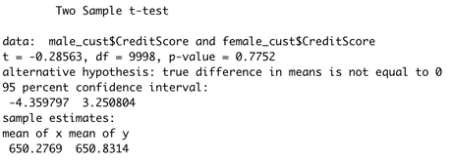 Two Sample t-test
data: male_cust$CreditScore and female_cust$CreditScore
t = -0.28563, df = 9998, p-value = 0.7752
alternative hypothesis: true difference in means is not equal to 0
95 percent confidence interval:
-4.359797 3.250804
sample estimates:
mean of x mean of y
650.2769 650.8314